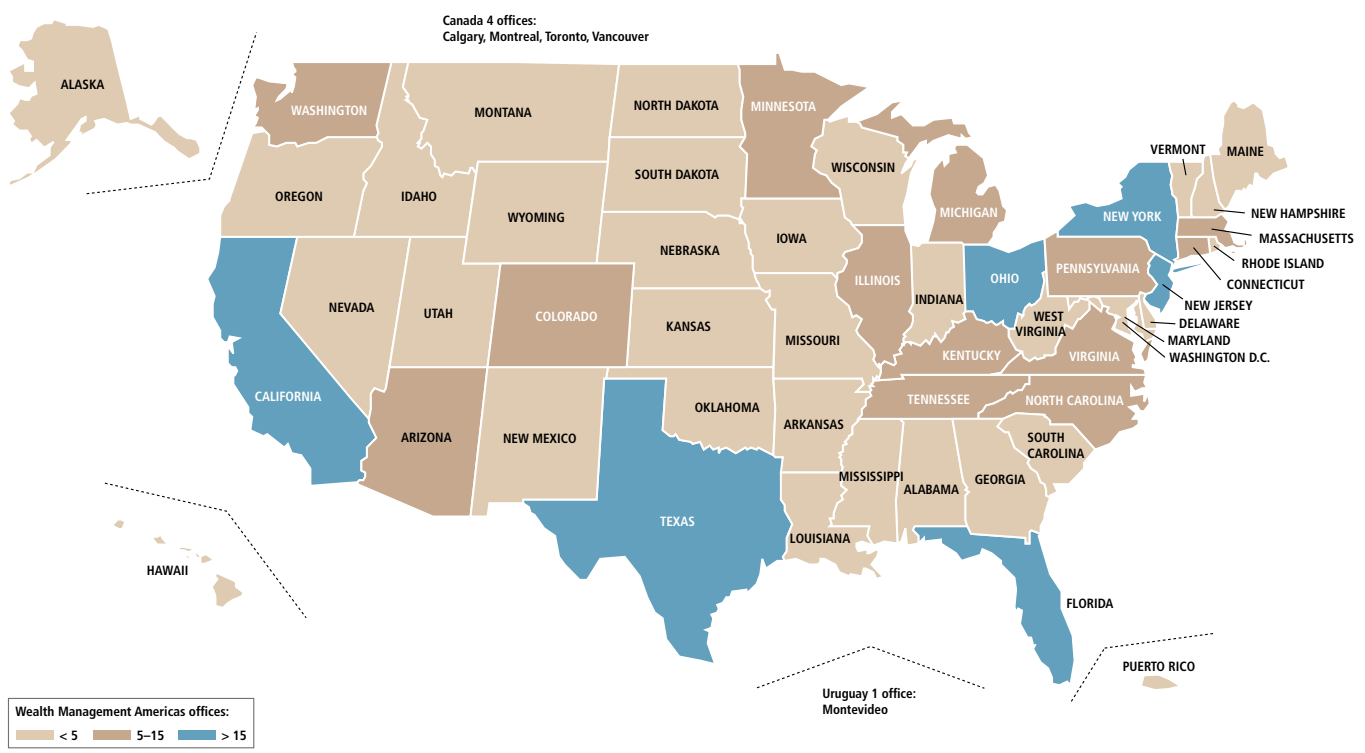 Canada 4 offices:
Calgary, Montreal, Toronto, Vancouver
ALASKA
WASHINGTON
MONTANA
NORTH DAKOTA
MINNESOTA
VERMONT
MAINE
OREGON
IDAHO
WYOMING
SOUTH DAKOTA
WISCONSIN
MICHIGAN
NEW YORK
NEW HAMPSHIRE
MASSACHUSETTS
RHODE ISLAND
CONNECTICUT
NEW JERSEY
DELAWARE
MARYLAND
WASHINGTON D.C.
NEBRASKA
IOWA
ILLINOIS
INDIANA
OHIO
PENNSYLVANIA
NEVADA
UTAH
COLORADO
KANSAS
MISSOURI
KENTUCKY
WEST
VIRGINIA
VIRGINIA
CALIFORNIA
ARIZONA
NEW MEXICO
OKLAHOMA
ARKANSAS
TENNESSEE
NORTH CAROLINA
SOUTH
CAROLINA
MISSISSIPPI
ALABAMA
GEORGIA
TEXAS
LOUISIANA
FLORIDA
HAWAII
PUERTO RICO
Uruguay 1 office:
Montevideo
Wealth Management Americas offices:
< 5
5–15
> 15